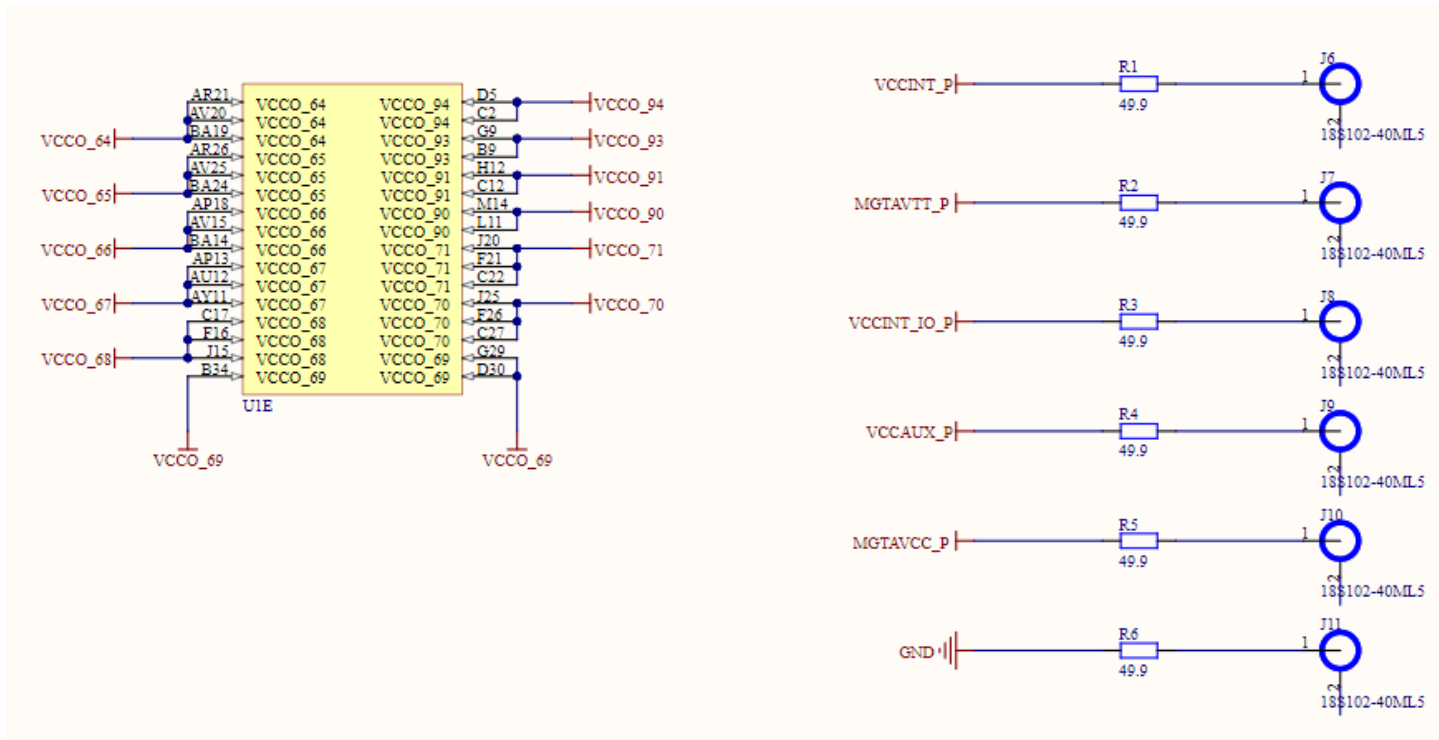 AR21 VCCO_64 VCCO_94 D5
AV20 VCCO_64 VCCO_94 C2 VCCO_94
BA19 VCCO_64 VCCO_93 G9
VCCO_64 VCCO_93
AR26 VCCO_65 VCCO_93 B9
AV25 VCCO_65 VCCO_91 H12
VCCO_91
BA24 VCCO_65 VCCO_91 C12
VCCO_65
AP18 VCCO_66 VCCO_90 M14
VCCO_90
AV15 VCCO_66 VCCO_90 L11
BA14 VCCO_66 VCCO_71 J20
VCCO_66 VCCO_71
AP13 VCCO_67 VCCO_71 F21
AU12 VCCO_67 VCCO_71 C22
AY11 VCCO_67 VCCO_70 J25
VCCO_67 VCCO_70
C17 VCCO_68 VCCO_70 F26
F16 VCCO_68 VCCO_70 C27
J15 VCCO_68 VCCO_69 G29
VCCO_68
B34 VCCO_69 VCCO_69 D30
U1E
VCCO_69 VCCO_69
R1 J6
VCCINT_P 1
49.9
2
18S102-40ML5
R2 J7
MGTAVTT_P 1
49.9
2
18S102-40ML5
R3 J8
VCCINT_IO_P 1
49.9
2
18S102-40ML5
R4 J9
VCCAUX_P 1
49.9
2
18S102-40ML5
R5 J10
MGTAVCC_P 1
49.9
2
18S102-40ML5
R6 J11
GND 1
49.9
2
18S102-40ML5